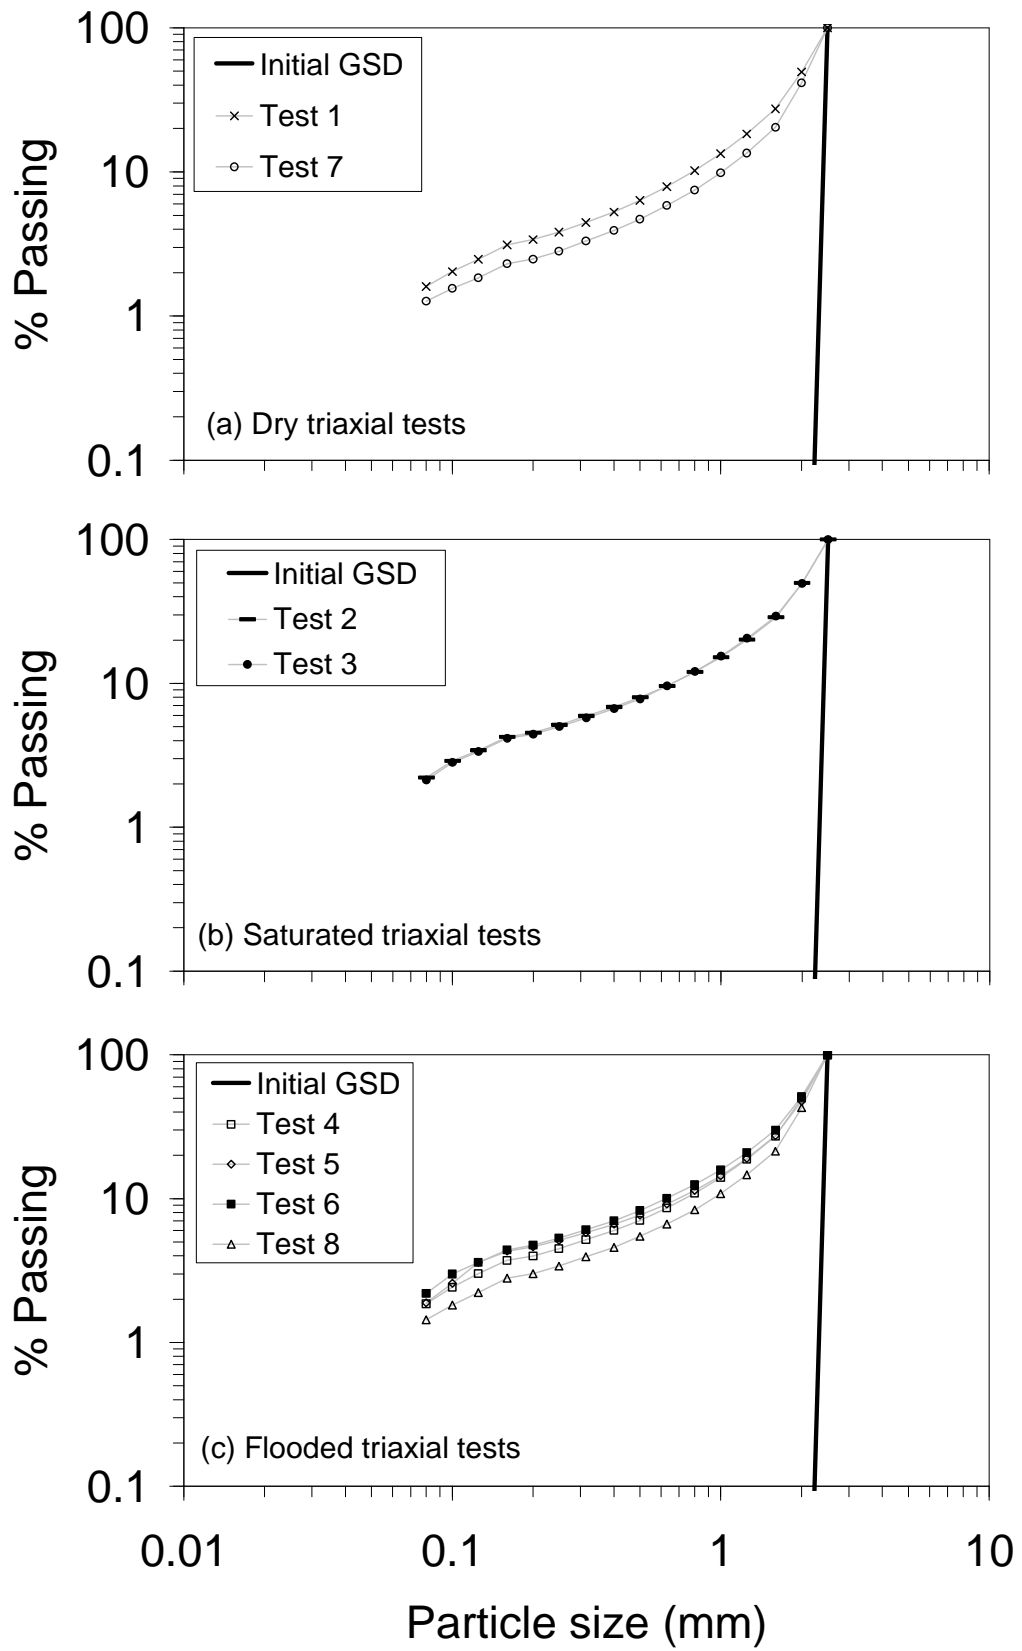 100
10
1
0.1
% Passing
Initial GSD
Test 1
Test 7
(a) Dry triaxial tests
100
10
1
0.1
% Passing
Initial GSD
Test 2
Test 3
(b) Saturated triaxial tests
100
10
1
0.1
% Passing
Initial GSD
Test 4
Test 5
Test 6
Test 8
(c) Flooded triaxial tests
0.01 0.1 1 10
Particle size (mm)